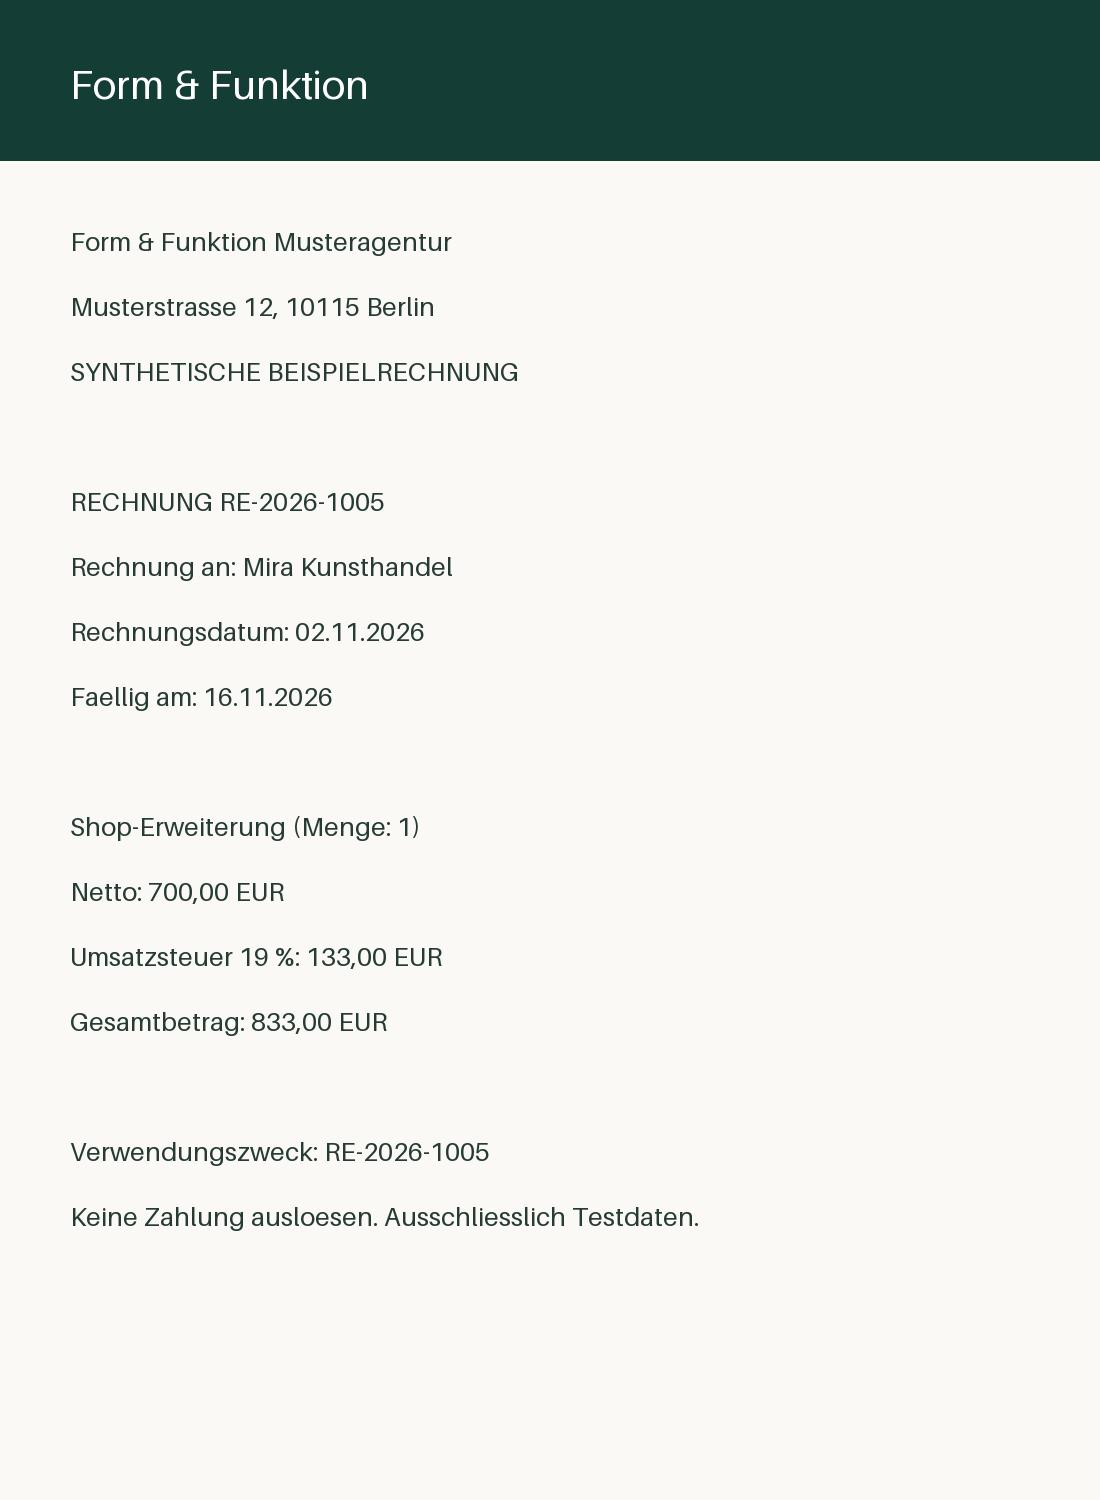 Form & Funktion
Form & Funktion Musteragentur
Musterstrasse 12, 10115 Berlin
SYNTHETISCHE BEISPIELRECHNUNG
RECHNUNG RE-2026-1005
Rechnung an: Mira Kunsthandel
Rechnungsdatum: 02.11.2026
Faellig am: 16.11.2026
Shop-Erweiterung (Menge: 1)
Netto: 700,00 EUR
Umsatzsteuer 19 %: 133,00 EUR
Gesamtbetrag: 833,00 EUR
Verwendungszweck: RE-2026-1005
Keine Zahlung ausloesen. Ausschliesslich Testdaten.